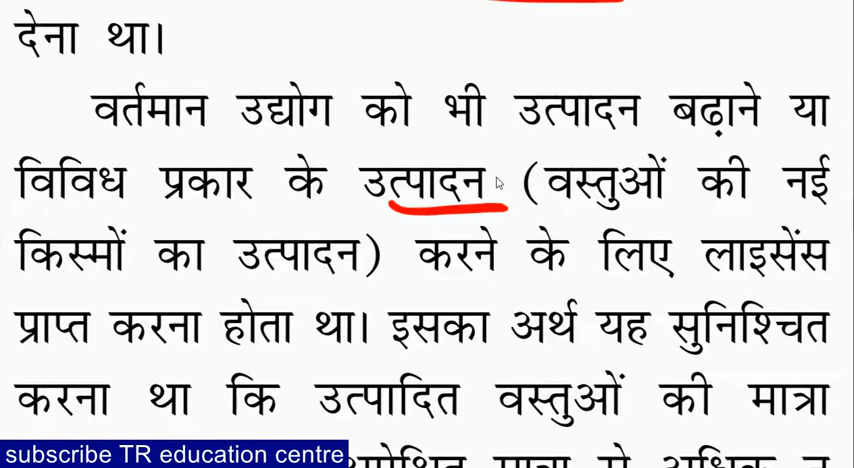 देना था।
वर्तमान उद्योग को भी उत्पादन बढ़ाने या
विविध प्रकार के उत्पादन (वस्तुओं की नई
किस्मों का उत्पादन) करने के लिए लाइसेंस
प्राप्त करना होता था। इसका अर्थ यह सुनिश्चित
करना था कि उत्पादित वस्तुओं की मात्रा
subscribe TR education centre